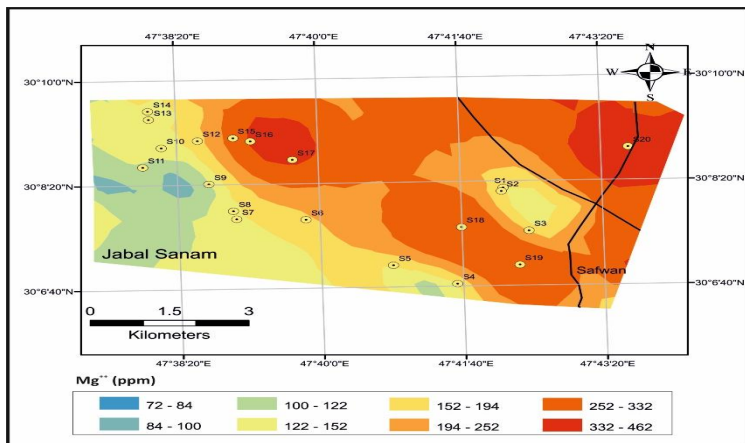 47°38'20"E 47°40'0"E 47°41'40"E 47°43'20"E
N
W E
S
30°10'0"N 30°10'0"N
S14
S13
S15
S12 S16
S10 S20
S17
S11
30°8'20"N 30°8'20"N
S9 S1
S2
S8
S7 S6
S18 S3
Jabal Sanam
S5 S19 Safwan
S4
30°6'40"N 30°6'40"N
0 1.5 3
Kilometers
47°38'20"E 47°40'0"E 47°41'40"E 47°43'20"E
Mg⁺⁺ (ppm)
72 - 84 100 - 122 152 - 194 252 - 332
84 - 100 122 - 152 194 - 252 332 - 462